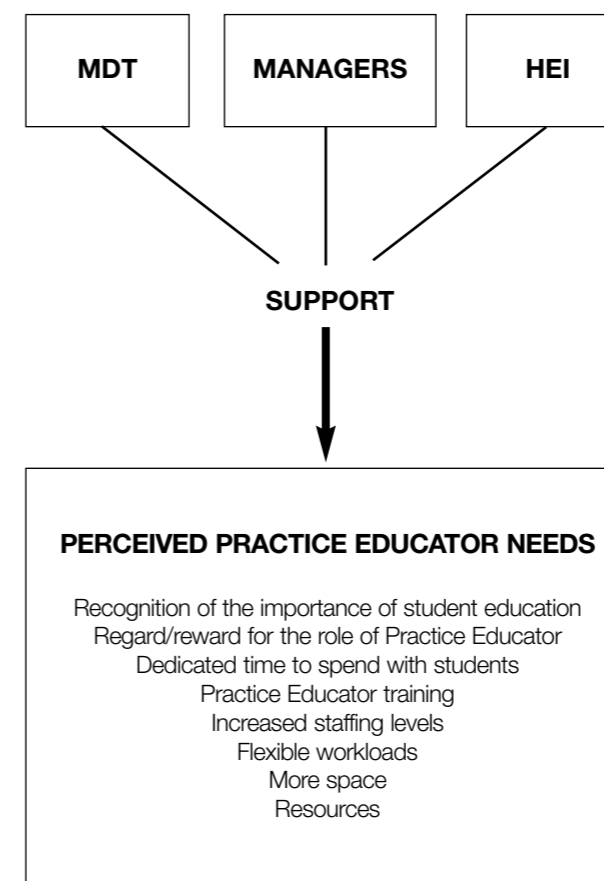 MDT
MANAGERS
HEI
SUPPORT
PERCEIVED PRACTICE EDUCATOR NEEDS
Recognition of the importance of student education
Regard/reward for the role of Practice Educator
Dedicated time to spend with students
Practice Educator training
Increased staffing levels
Flexible workloads
More space
Resources